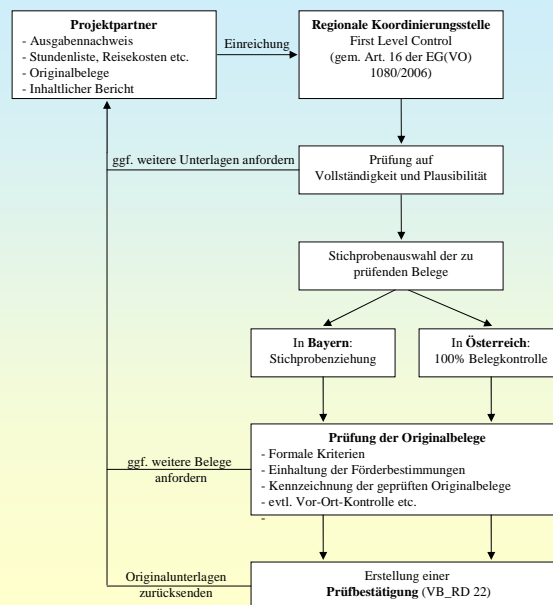 Projektpartner
- Ausgabennachweis
- Stundenliste, Reisekosten etc.
- Originalbelege
- Inhaltlicher Bericht
Einreichung
Regionale Koordinierungsstelle
First Level Control
(gem. Art. 16 der EG(VO)
1080/2006)
ggf. weitere Unterlagen anfordern
Prüfung auf
Vollständigkeit und Plausibilität
Stichprobenauswahl der zu
prüfenden Belege
In Bayern:
Stichprobenziehung
In Österreich:
100% Belegkontrolle
ggf. weitere Belege
anfordern
Prüfung der Originalbelege
- Formale Kriterien
- Einhaltung der Förderbestimmungen
- Kennzeichnung der geprüften Originalbelege
- evtl. Vor-Ort-Kontrolle etc.
-
Originalunterlagen
zurücksenden
Erstellung einer
Prüfbestätigung (VB_RD 22)